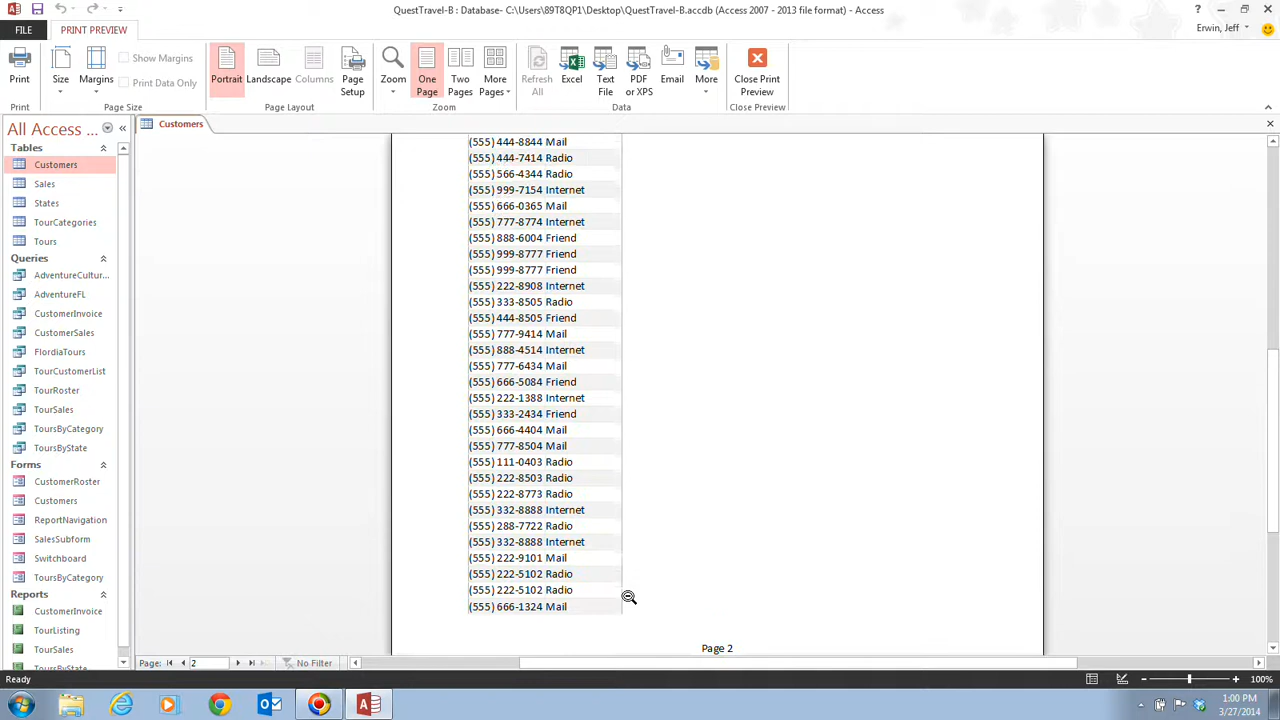 QuestTravel-B : Database- C:\Users\89T8QP1\Desktop\QuestTravel-B.accdb (Access 2007 - 2013 file format) - Access
FILE PRINT PREVIEW
Erwin, Jeff
Print
Size
Margins
Show Margins
Print Data Only
Portrait
Landscape
Columns
Page Setup
Zoom
One Page
Two Pages
More Pages
Refresh All
Excel
Text File
PDF or XPS
Email
More
Close Print Preview
Print
Page Size
Page Layout
Zoom
Data
Close Preview
All Access ...
Tables
Customers
Sales
States
TourCategories
Tours
Queries
AdventureCultur...
AdventureFL
CustomerInvoice
CustomerSales
FlordiaTours
TourCustomerList
TourRoster
TourSales
ToursByCategory
ToursByState
Forms
CustomerRoster
Customers
ReportNavigation
SalesSubform
Switchboard
ToursByCategory
Reports
CustomerInvoice
TourListing
TourSales
ToursByState
Customers
(555) 444-8844 Mail
(555) 444-7414 Radio
(555) 566-4344 Radio
(555) 999-7154 Internet
(555) 666-0365 Mail
(555) 777-8774 Internet
(555) 888-6004 Friend
(555) 999-8777 Friend
(555) 999-8777 Friend
(555) 222-8908 Internet
(555) 333-8505 Radio
(555) 444-8505 Friend
(555) 777-9414 Mail
(555) 888-4514 Internet
(555) 777-6434 Mail
(555) 666-5084 Friend
(555) 222-1388 Internet
(555) 333-2434 Friend
(555) 666-4404 Mail
(555) 777-8504 Mail
(555) 111-0403 Radio
(555) 222-8503 Radio
(555) 222-8773 Radio
(555) 332-8888 Internet
(555) 288-7722 Radio
(555) 332-8888 Internet
(555) 222-9101 Mail
(555) 222-5102 Radio
(555) 222-5102 Radio
(555) 666-1324 Mail
Page 2
Page: 2 No Filter
Ready
100%
1:00 PM
3/27/2014